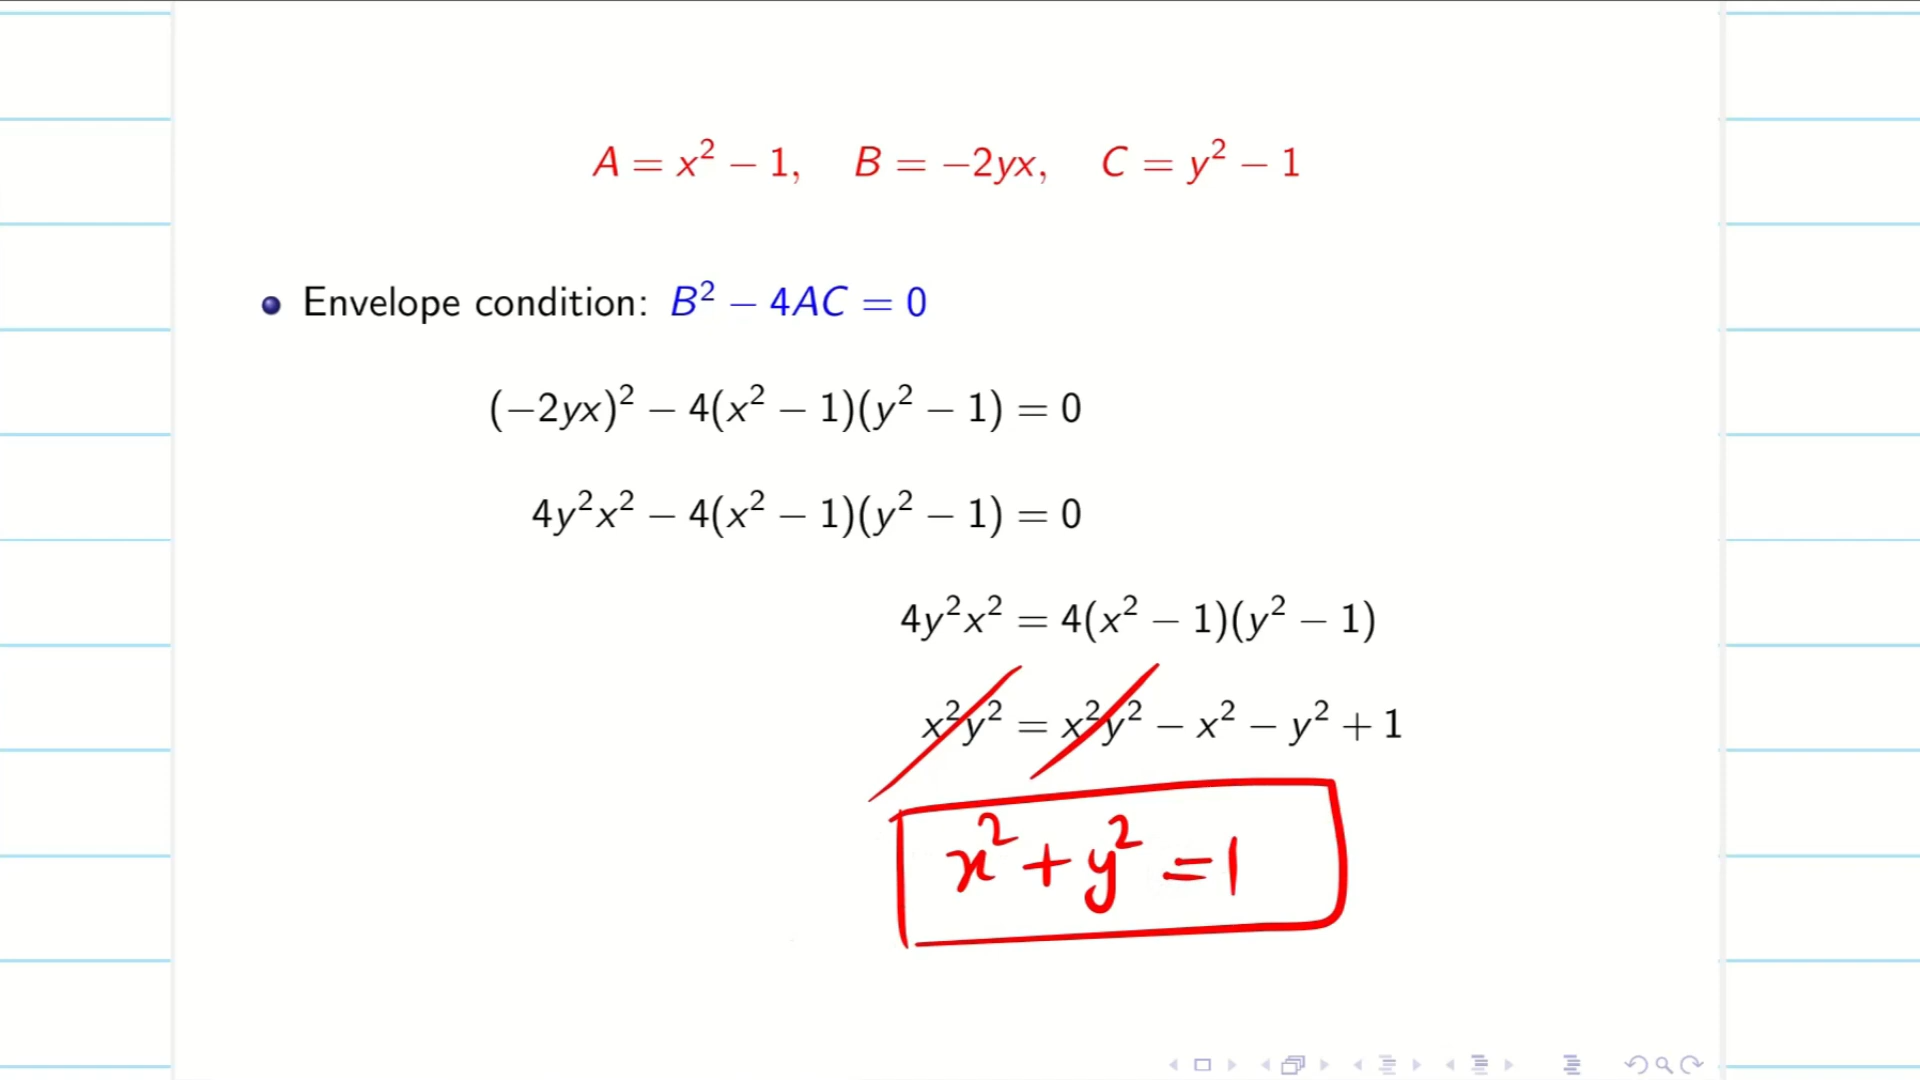 A = x² − 1, B = −2yx, C = y² − 1
Envelope condition: B² − 4AC = 0
(−2yx)² − 4(x² − 1)(y² − 1) = 0
4y²x² − 4(x² − 1)(y² − 1) = 0
4y²x² = 4(x² − 1)(y² − 1)
x²y² = x²y² − x² − y² + 1
x² + y² = 1